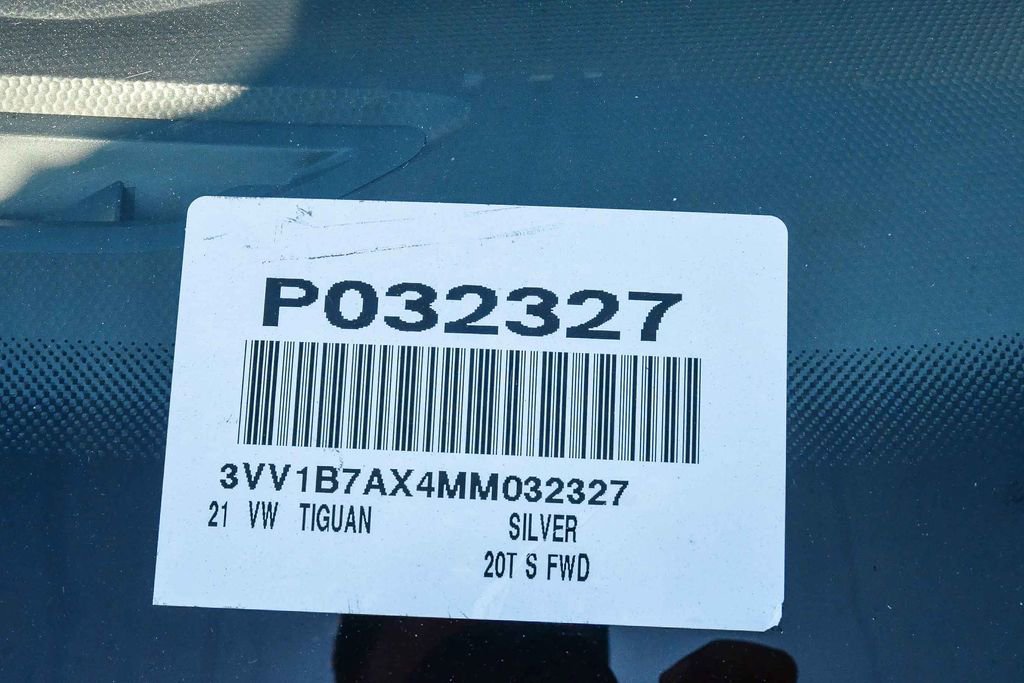 P032327
3VV1B7AX4MM032327
21 VW TIGUAN SILVER
20T S FWD